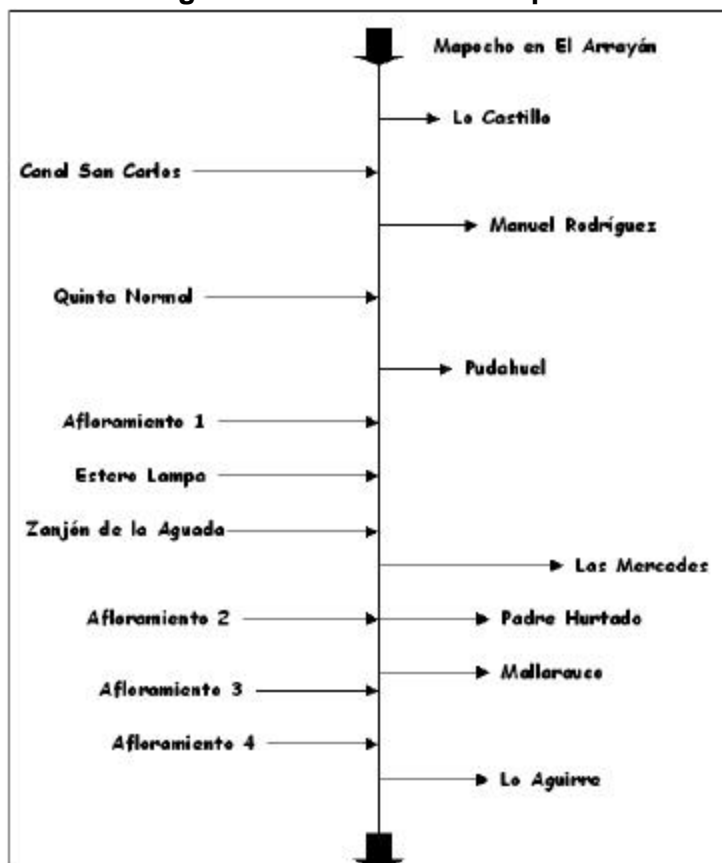 Mapocho en El Arrayán
Lo Castillo
Canal San Carlos
Manuel Rodríguez
Quinta Normal
Pudahuel
Afloramiento 1
Estero Lampa
Zanjón de la Aguada
Las Mercedes
Afloramiento 2
Padre Hurtado
Mallarauco
Afloramiento 3
Afloramiento 4
Lo Aguirre